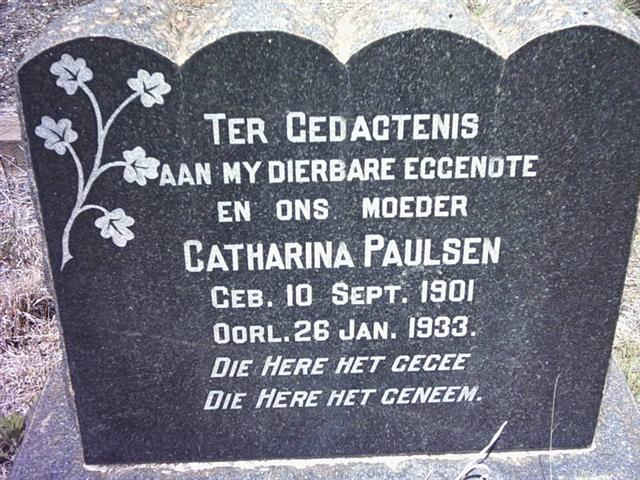 TER GEDAGTENIS
AAN MY DIERBARE EGGENOTE
EN ONS MOEDER
CATHARINA PAULSEN
GEB. 10 SEPT. 1901
OORL. 26 JAN. 1933.
DIE HERE HET GEGEE
DIE HERE HET GENEEM.